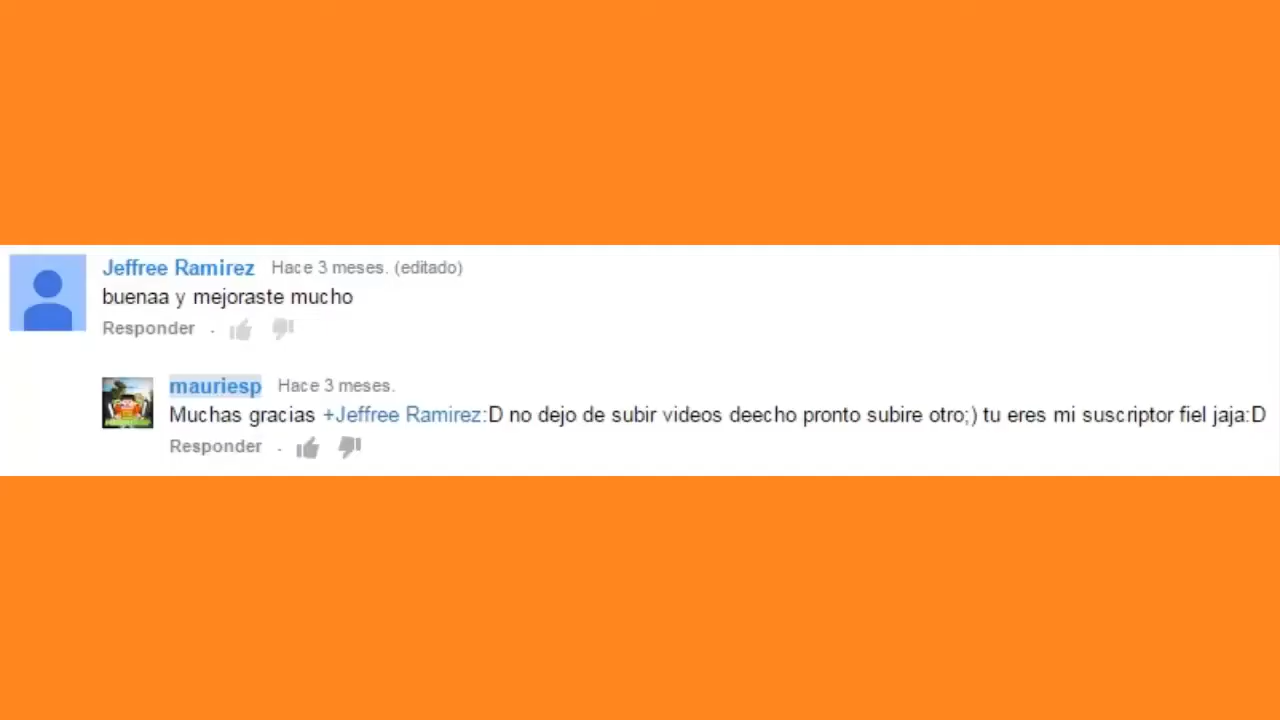 Jeffree Ramirez Hace 3 meses. (editado)
buenaa y mejoraste mucho
Responder .
mauriesp Hace 3 meses.
Muchas gracias +Jeffree Ramirez:D no dejo de subir videos deecho pronto subire otro;) tu eres mi suscriptor fiel jaja:D
Responder .